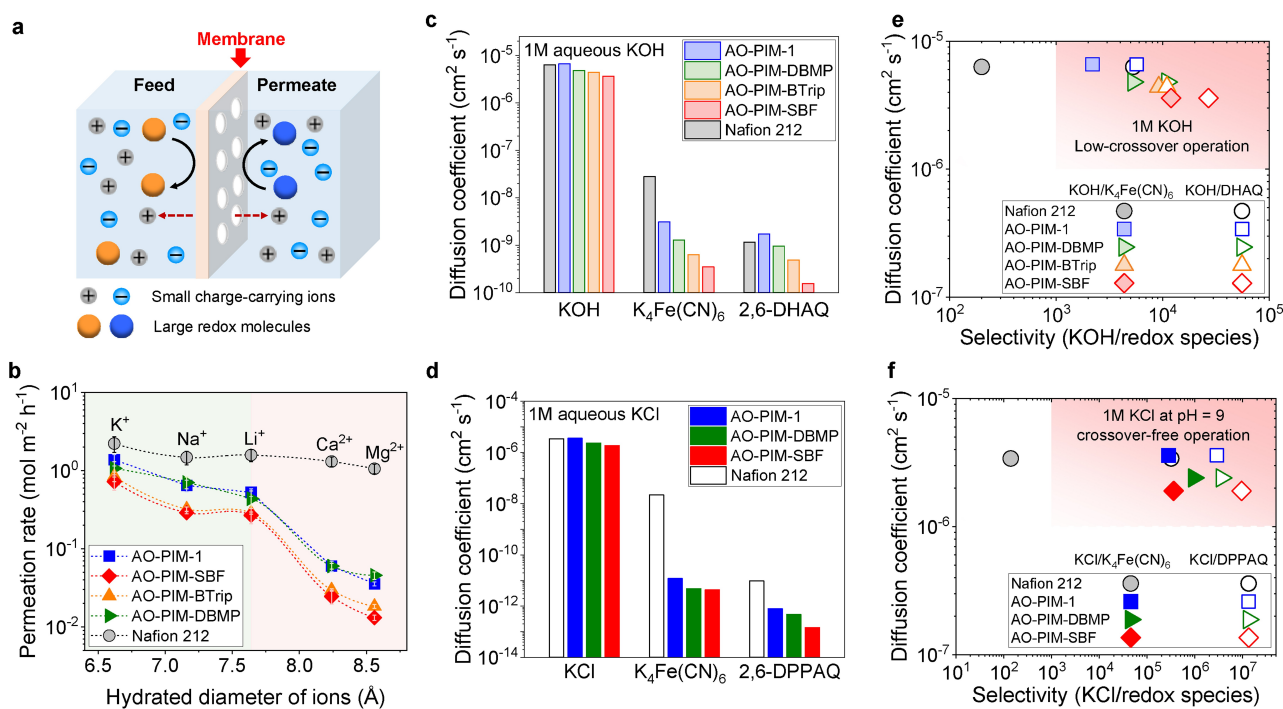 a
Membrane
Feed
Permeate
Small charge-carrying ions
Large redox molecules
b
Permeation rate (mol m⁻² h⁻¹)
10¹
10⁰
10⁻¹
10⁻²
K⁺
Na⁺
Li⁺
Ca²⁺
Mg²⁺
AO-PIM-1
AO-PIM-SBF
AO-PIM-BTrip
AO-PIM-DBMP
Nafion 212
6.5 7.0 7.5 8.0 8.5
Hydrated diameter of ions (Å)
c
Diffusion coefficient (cm² s⁻¹)
10⁻⁵
10⁻⁶
10⁻⁷
10⁻⁸
10⁻⁹
10⁻¹⁰
1M aqueous KOH
AO-PIM-1
AO-PIM-DBMP
AO-PIM-BTrip
AO-PIM-SBF
Nafion 212
KOH K₄Fe(CN)₆ 2,6-DHAQ
d
Diffusion coefficient (cm² s⁻¹)
10⁻⁴
10⁻⁶
10⁻⁸
10⁻¹⁰
10⁻¹²
10⁻¹⁴
1M aqueous KCl
AO-PIM-1
AO-PIM-DBMP
AO-PIM-SBF
Nafion 212
KCl K₄Fe(CN)₆ 2,6-DPPAQ
e
Diffusion coefficient (cm² s⁻¹)
10⁻⁵
10⁻⁶
10⁻⁷
1M KOH
Low-crossover operation
KOH/K₄Fe(CN)₆ KOH/DHAQ
Nafion 212
AO-PIM-1
AO-PIM-DBMP
AO-PIM-BTrip
AO-PIM-SBF
10² 10³ 10⁴ 10⁵
Selectivity (KOH/redox species)
f
Diffusion coefficient (cm² s⁻¹)
10⁻⁵
10⁻⁶
10⁻⁷
1M KCl at pH = 9
crossover-free operation
KCl/K₄Fe(CN)₆ KCl/DPPAQ
Nafion 212
AO-PIM-1
AO-PIM-DBMP
AO-PIM-SBF
10¹ 10² 10³ 10⁴ 10⁵ 10⁶ 10⁷
Selectivity (KCl/redox species)